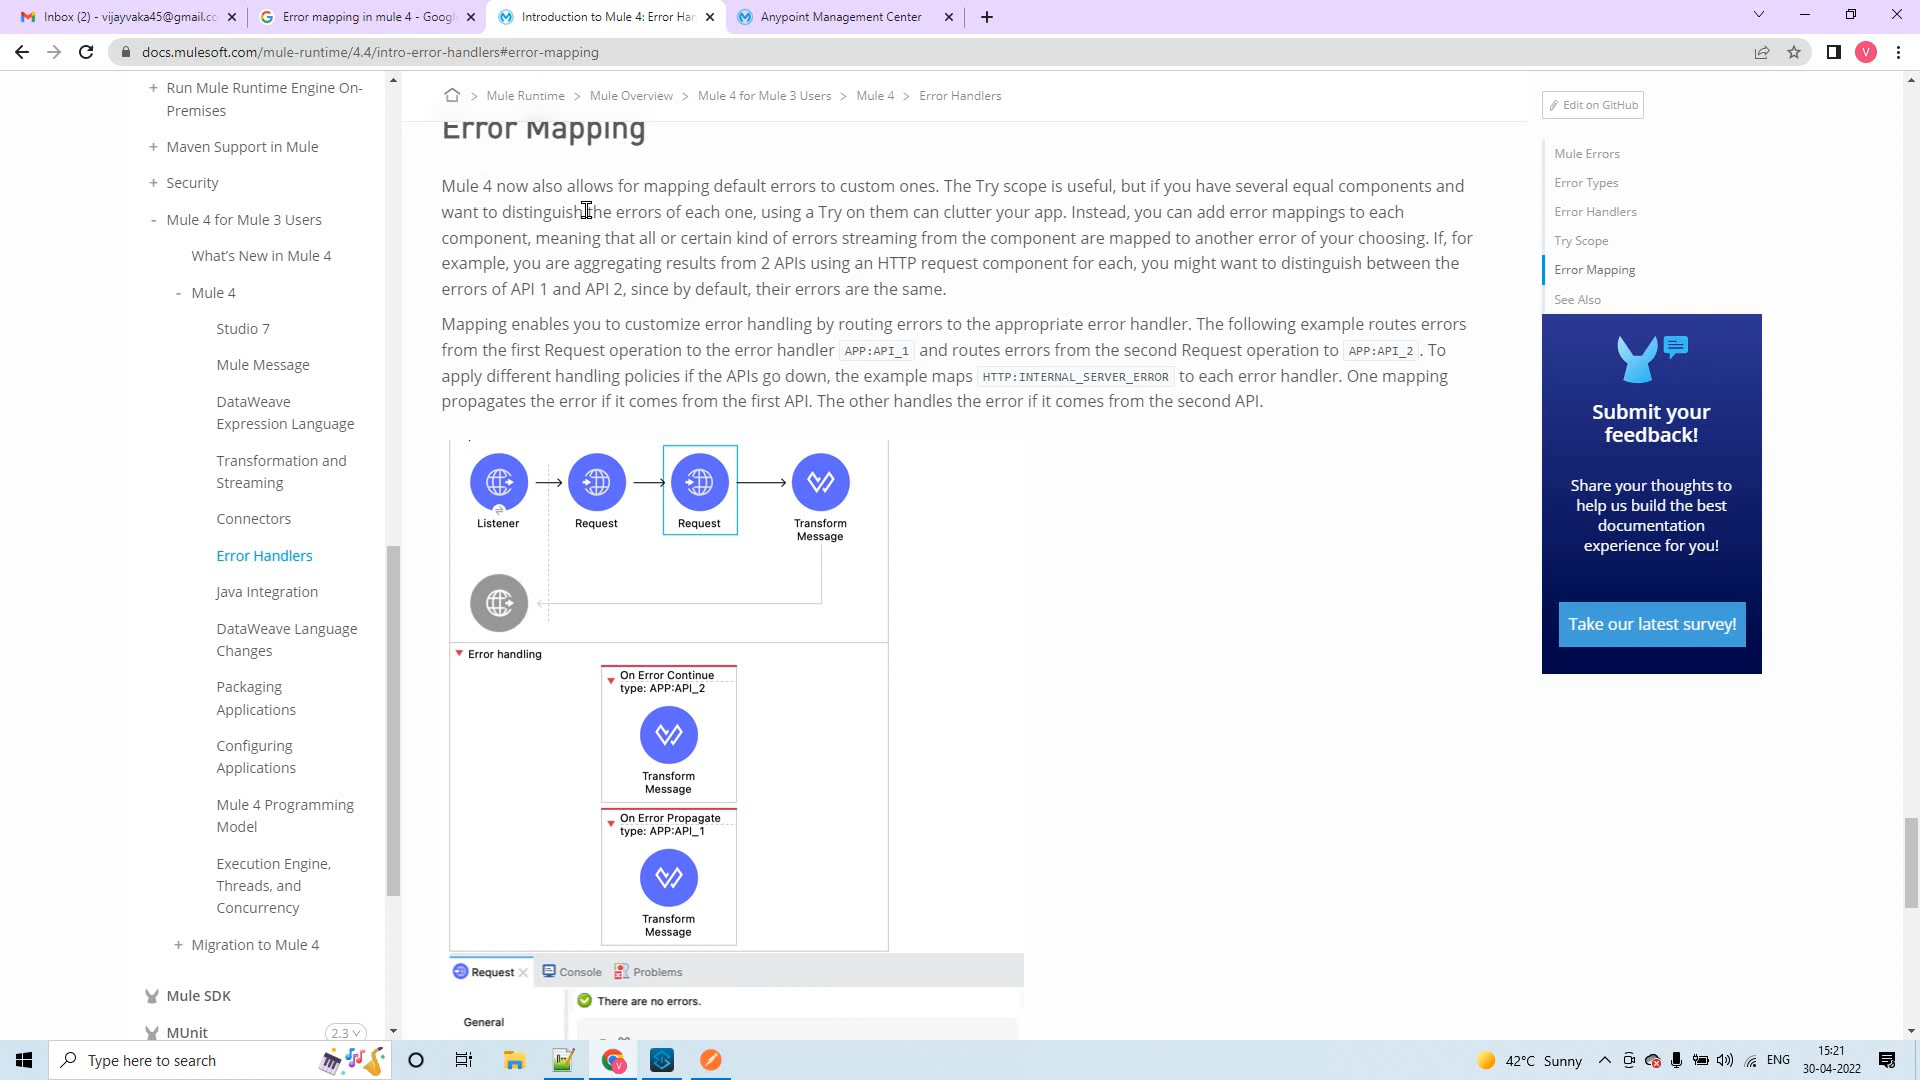 Inbox (2) - vijayvaka45@gmail.co
Error mapping in mule 4 - Googl
Introduction to Mule 4: Error Har
Anypoint Management Center
docs.mulesoft.com/mule-runtime/4.4/intro-error-handlers#error-mapping
V
Run Mule Runtime Engine On-
Premises
Maven Support in Mule
Security
Mule 4 for Mule 3 Users
What's New in Mule 4
Mule 4
Studio 7
Mule Message
DataWeave
Expression Language
Transformation and
Streaming
Connectors
Error Handlers
Java Integration
DataWeave Language
Changes
Packaging
Applications
Configuring
Applications
Mule 4 Programming
Model
Execution Engine,
Threads, and
Concurrency
Migration to Mule 4
Mule SDK
MUnit
2.3
> Mule Runtime > Mule Overview > Mule 4 for Mule 3 Users > Mule 4 > Error Handlers
Error Mapping
Mule 4 now also allows for mapping default errors to custom ones. The Try scope is useful, but if you have several equal components and
want to distinguish the errors of each one, using a Try on them can clutter your app. Instead, you can add error mappings to each
component, meaning that all or certain kind of errors streaming from the component are mapped to another error of your choosing. If, for
example, you are aggregating results from 2 APIs using an HTTP request component for each, you might want to distinguish between the
errors of API 1 and API 2, since by default, their errors are the same.
Mapping enables you to customize error handling by routing errors to the appropriate error handler. The following example routes errors
from the first Request operation to the error handler APP:API_1 and routes errors from the second Request operation to APP:API_2. To
apply different handling policies if the APIs go down, the example maps HTTP:INTERNAL_SERVER_ERROR to each error handler. One mapping
propagates the error if it comes from the first API. The other handles the error if it comes from the second API.
Listener
Request
Request
Transform
Message
Error handling
On Error Continue
type: APP:API_2
Transform
Message
On Error Propagate
type: APP:API_1
Transform
Message
Request
Console
Problems
There are no errors.
General
Edit on GitHub
Mule Errors
Error Types
Error Handlers
Try Scope
Error Mapping
See Also
Submit your
feedback!
Share your thoughts to
help us build the best
documentation
experience for you!
Take our latest survey!
Type here to search
42°C Sunny
ENG
15:21
30-04-2022